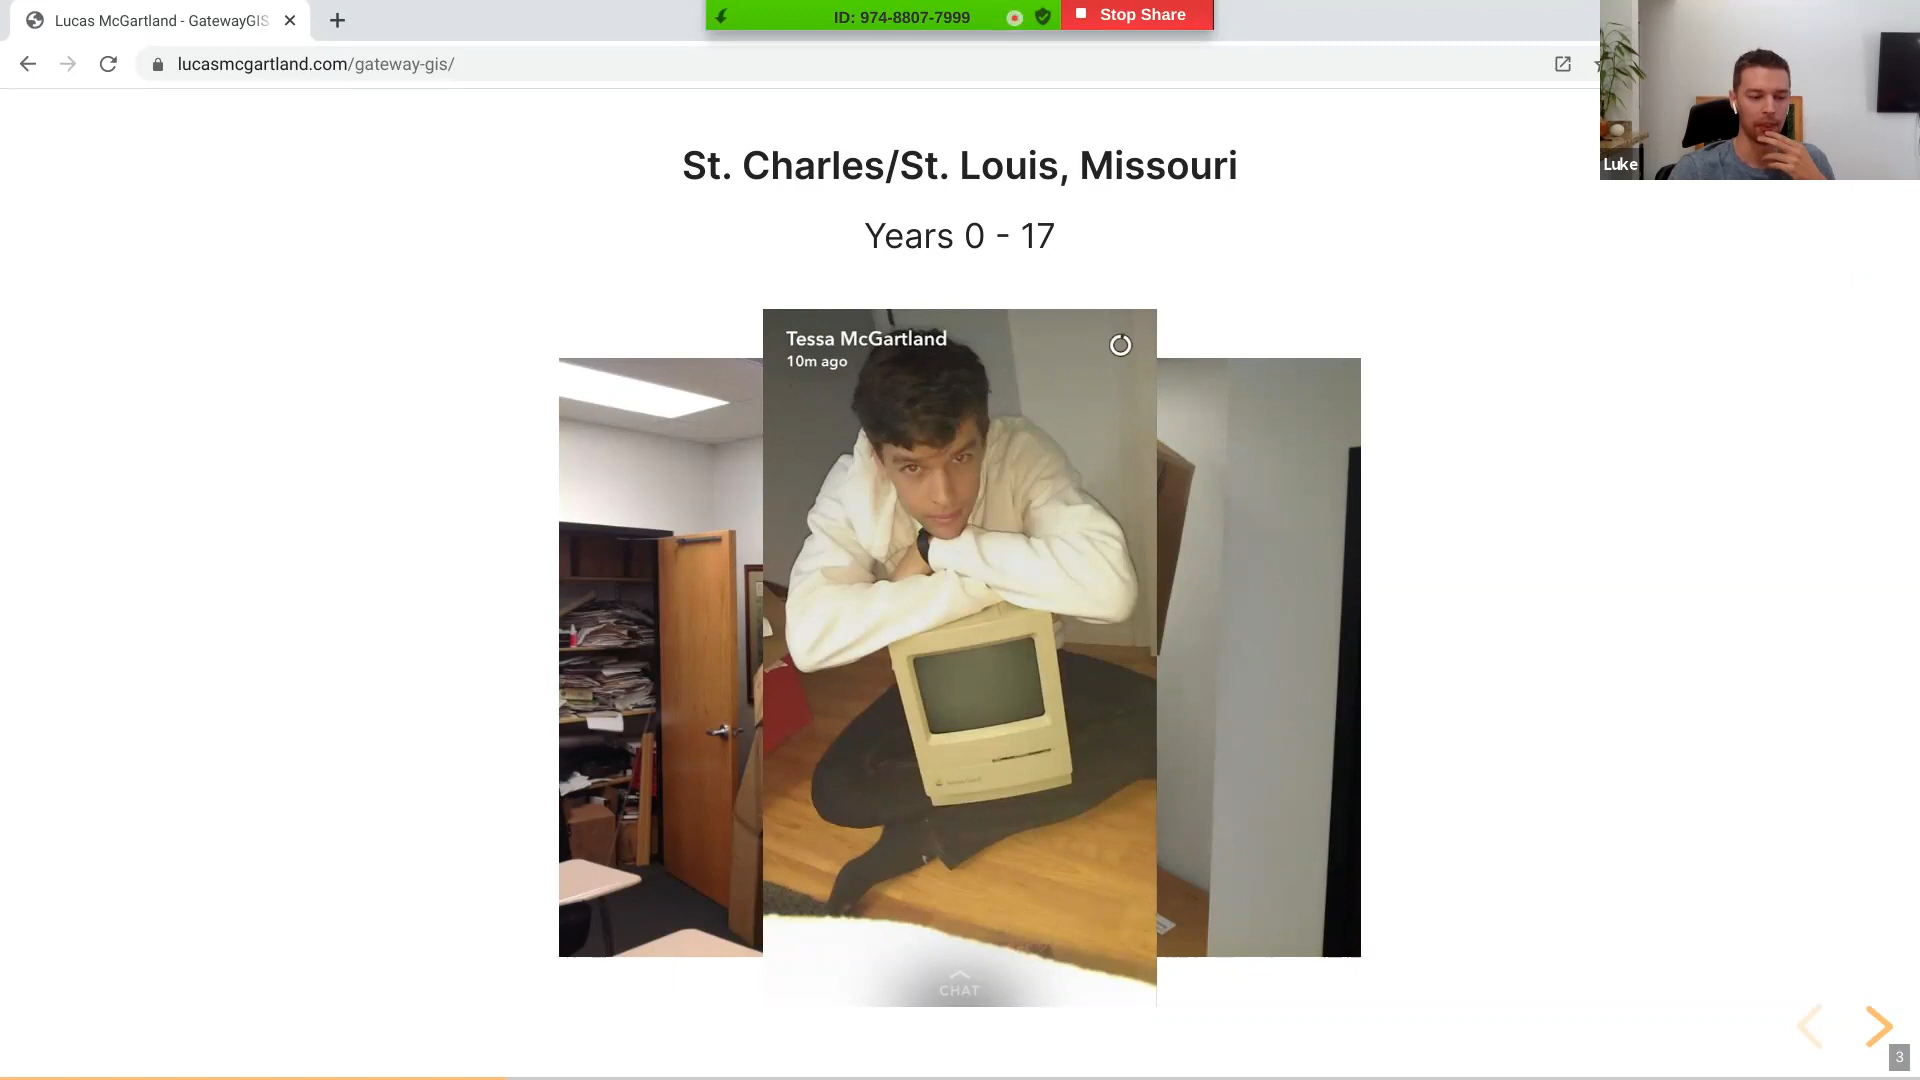 Lucas McGartland - GatewayGIS
ID: 974-8807-7999
Stop Share
lucasmcgartland.com/gateway-gis/
Luke
St. Charles/St. Louis, Missouri
Years 0 - 17
Tessa McGartland
10m ago
CHAT
3